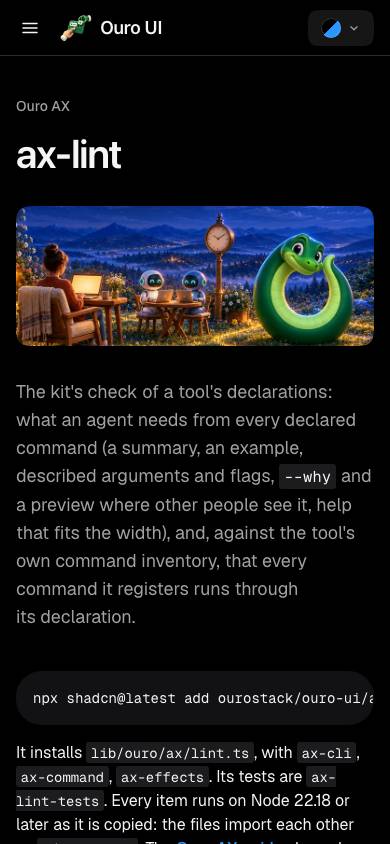 Ouro UI
Ouro AX
ax-lint
The kit's check of a tool's declarations:
what an agent needs from every declared
command (a summary, an example,
described arguments and flags, --why and
a preview where other people see it, help
that fits the width), and, against the tool's
own command inventory, that every
command it registers runs through
its declaration.
npx shadcn@latest add ourostack/ouro-ui/a
It installs lib/ouro/ax/lint.ts, with ax-cli,
ax-command, ax-effects. Its tests are ax-
lint-tests. Every item runs on Node 22.18 or
later as it is copied: the files import each other